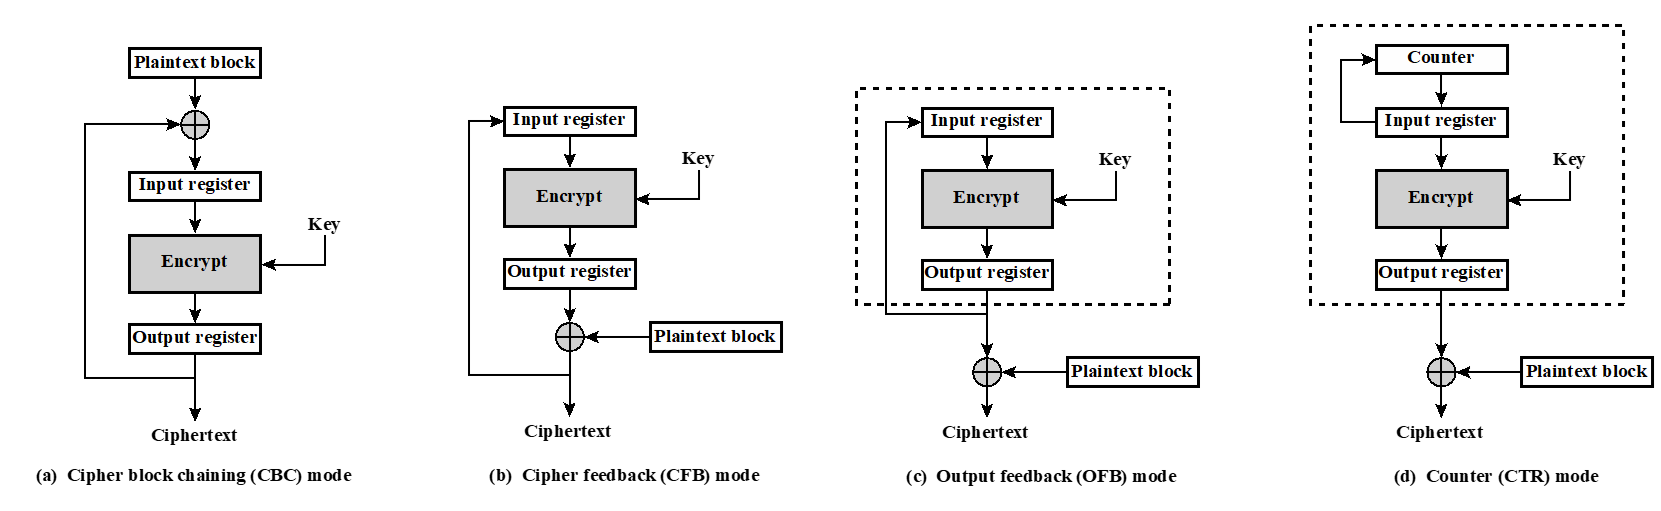 Plaintext block
Input register
Key
Encrypt
Output register
Ciphertext
(a) Cipher block chaining (CBC) mode
Input register
Key
Encrypt
Output register
Plaintext block
Ciphertext
(b) Cipher feedback (CFB) mode
Input register
Key
Encrypt
Output register
Plaintext block
Ciphertext
(c) Output feedback (OFB) mode
Counter
Input register
Key
Encrypt
Output register
Plaintext block
Ciphertext
(d) Counter (CTR) mode